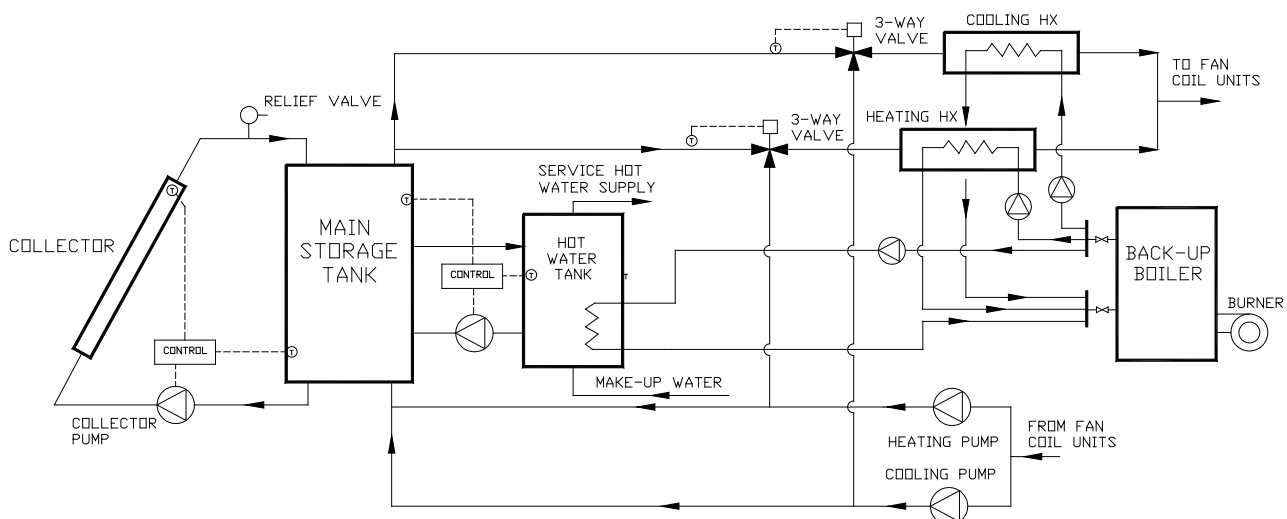 3-WAY
VALVE
COOLING HX
TO FAN
COIL UNITS
RELIEF VALVE
T
3-WAY
VALVE
HEATING HX
T
SERVICE HOT
WATER SUPPLY
T
T
COLLECTOR
MAIN
STORAGE
TANK
HOT
WATER
TANK
CONTROL
T
T
BACK-UP
BOILER
BURNER
CONTROL
T
MAKE-UP WATER
COLLECTOR
PUMP
HEATING PUMP
FROM FAN
COIL UNITS
COOLING PUMP